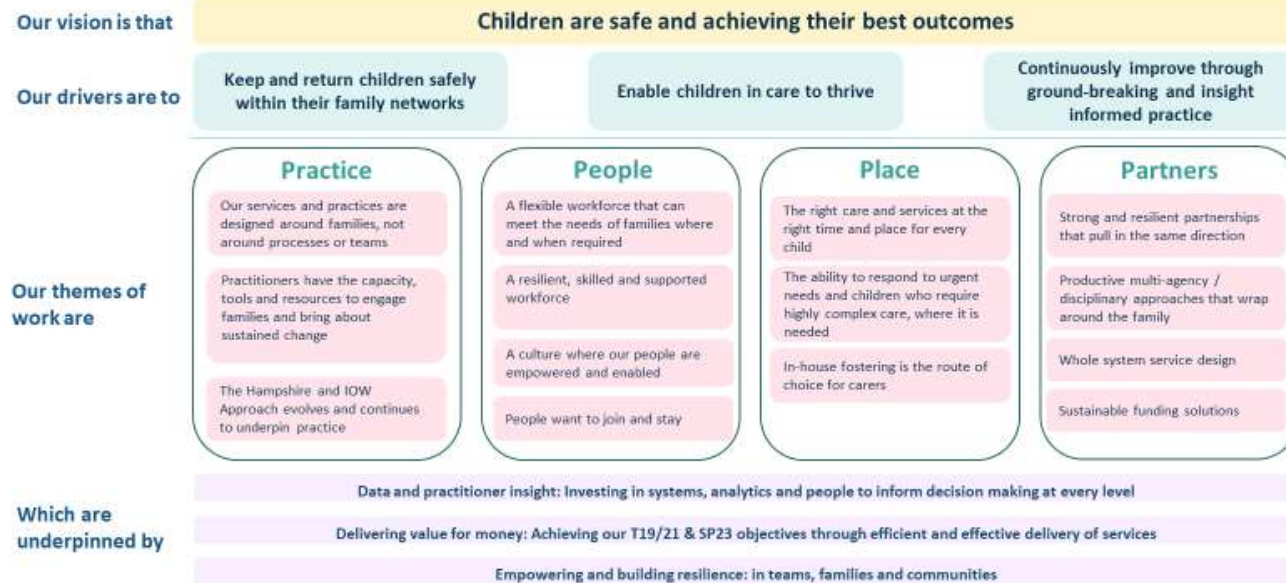 Our vision is that
Children are safe and achieving their best outcomes
Our drivers are to
Keep and return children safely
within their family networks
Enable children in care to thrive
Continuously improve through
ground-breaking and insight
informed practice
Our themes of
work are
Practice
Our services and practices are
designed around families, not
around processes or teams
Practitioners have the capacity,
tools and resources to engage
families and bring about
sustained change
The Hampshire and IOW
Approach evolves and continues
to underpin practice
People
A flexible workforce that can
meet the needs of families where
and when required
A resilient, skilled and supported
workforce
A culture where our people are
empowered and enabled
People want to join and stay
Place
The right care and services at the
right time and place for every
child
The ability to respond to urgent
needs and children who require
highly complex care, where it is
needed
In-house fostering is the route of
choice for carers
Partners
Strong and resilient partnerships
that pull in the same direction
Productive multi-agency /
disciplinary approaches that wrap
around the family
Whole system service design
Sustainable funding solutions
Which are
underpinned by
Data and practitioner insight: Investing in systems, analytics and people to inform decision making at every level
Delivering value for money: Achieving our T19/21 & SP23 objectives through efficient and effective delivery of services
Empowering and building resilience: in teams, families and communities